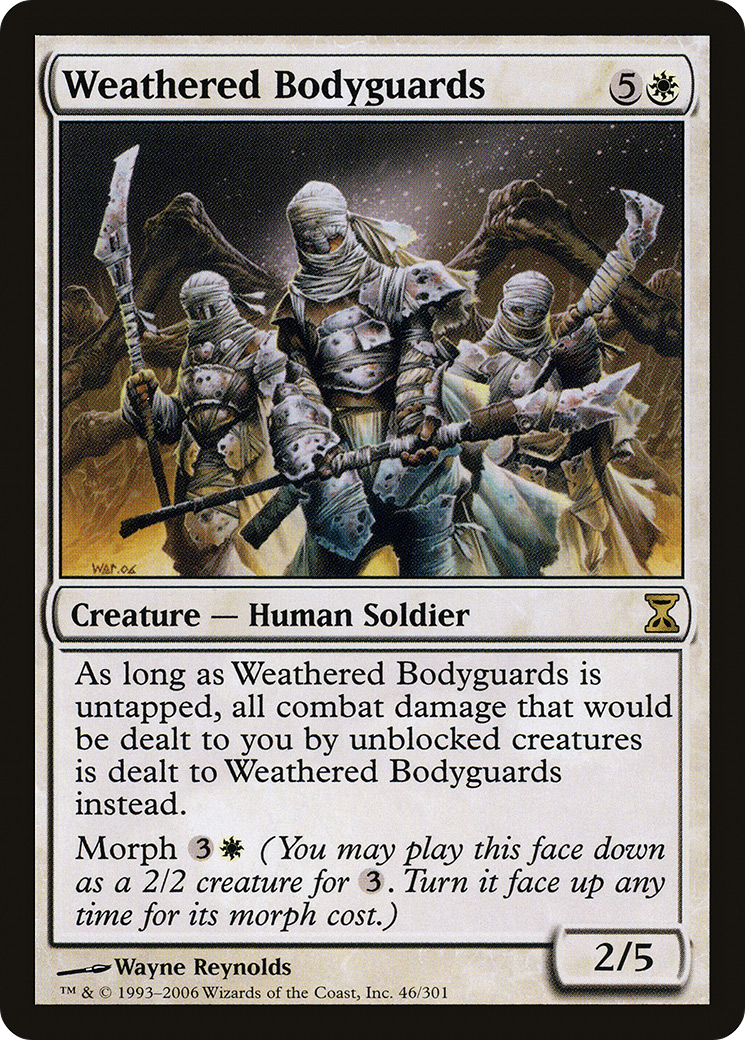 Weathered Bodyguards 5
WAR.06
Creature — Human Soldier
As long as Weathered Bodyguards is
untapped, all combat damage that would
be dealt to you by unblocked creatures
is dealt to Weathered Bodyguards
instead.
Morph 3 (You may play this face down
as a 2/2 creature for 3. Turn it face up any
time for its morph cost.)
2/5
Wayne Reynolds
™ & © 1993–2006 Wizards of the Coast, Inc. 46/301